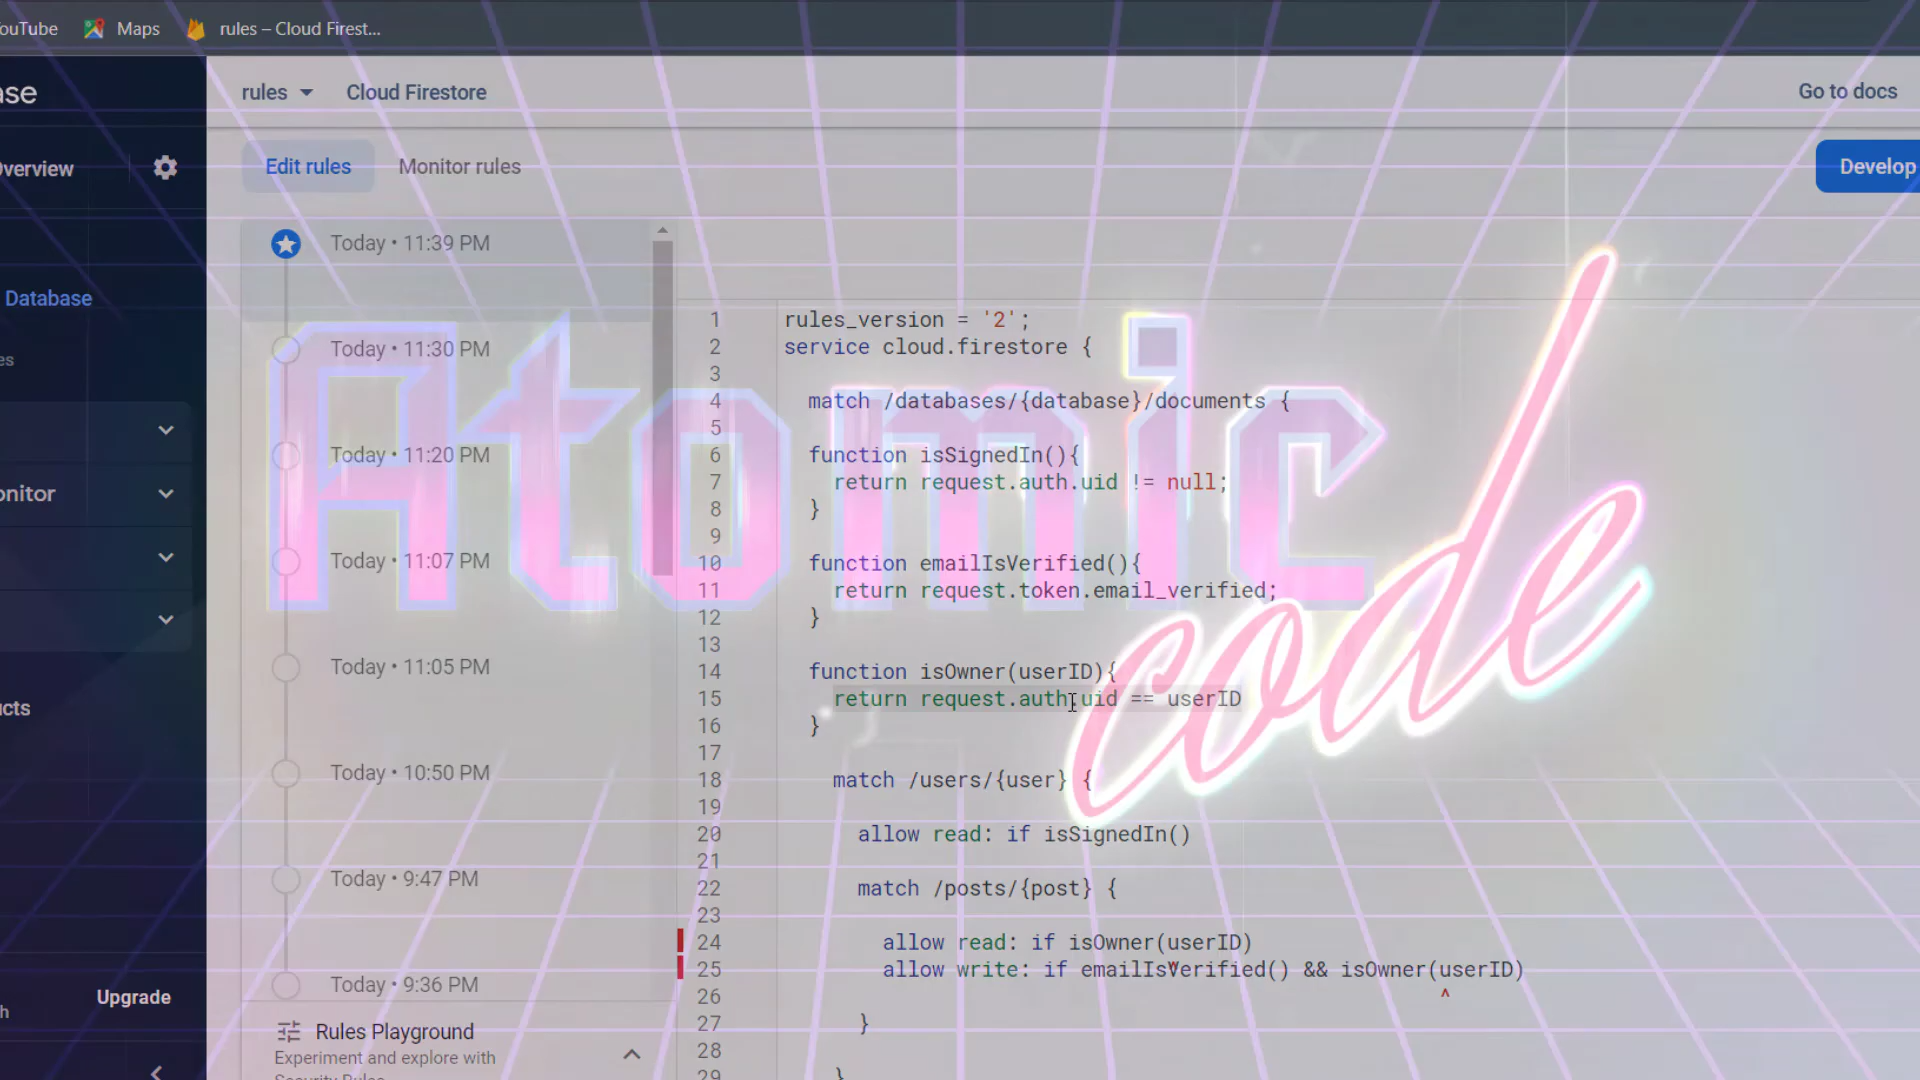 YouTube
Maps
rules – Cloud Firest...
ase
rules
Cloud Firestore
Go to docs
Overview
Edit rules
Monitor rules
Develop
Database
es
onitor
cts
Upgrade
h
Today • 11:39 PM
Today • 11:30 PM
Today • 11:20 PM
Today • 11:07 PM
Today • 11:05 PM
Today • 10:50 PM
Today • 9:47 PM
Today • 9:36 PM
Rules Playground
Experiment and explore with
Security Rules
1 rules_version = '2';
2 service cloud.firestore {
3
4 match /databases/{database}/documents {
5
6 function isSignedIn(){
7 return request.auth.uid != null;
8 }
9
10 function emailIsVerified(){
11 return request.token.email_verified;
12 }
13
14 function isOwner(userID){
15 return request.auth.uid == userID
16 }
17
18 match /users/{user} {
19
20 allow read: if isSignedIn()
21
22 match /posts/{post} {
23
24 allow read: if isOwner(userID)
25 allow write: if emailIsVerified() && isOwner(userID)
26
27 }
28
29 }
Atomic
code